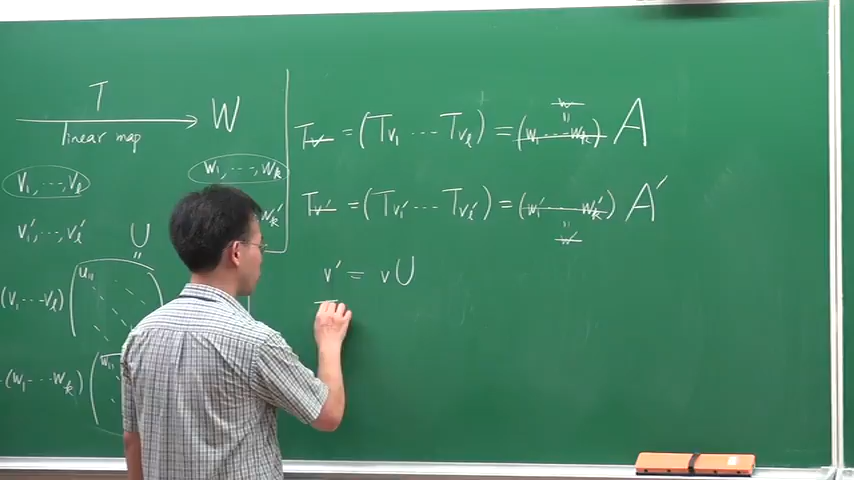 T
W
linear map
v₁, ⋯, vℓ
w₁, ⋯, wₖ
v₁′, ⋯, vℓ′
wₖ′
U
"
(v₁ ⋯ vℓ)
u₁₁
(w₁ ⋯ wₖ)
w₁₁
w
"
Tv = (Tv₁ ⋯ Tvℓ) = (w₁ ⋯ wₖ) A
Tv′ = (Tv₁′ ⋯ Tvℓ′) = (w₁′ ⋯ wₖ′) A′
"
w′
v′ = vU